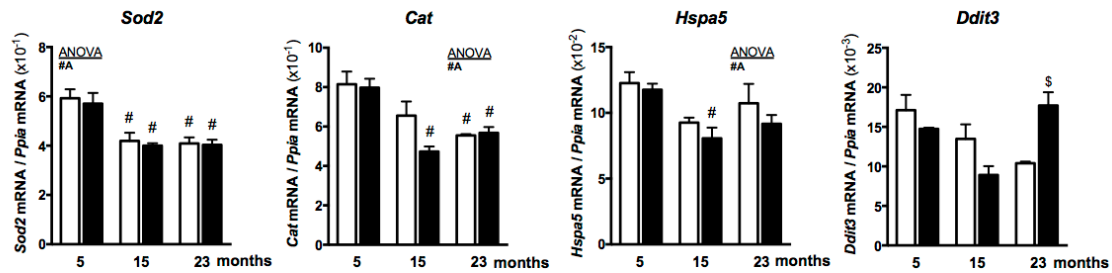 Sod2
Sod2 mRNA / Ppia mRNA (x10-1)
8
6
4
2
0
ANOVA
#A
# # # #
5 15 23 months
Cat
Cat mRNA / Ppia mRNA (x10-1)
10
8
6
4
2
0
ANOVA
#A
# # #
5 15 23 months
Hspa5
Hspa5 mRNA / Ppia mRNA (x10-2)
15
10
5
0
ANOVA
#A
#
5 15 23 months
Ddit3
Ddit3 mRNA / Ppia mRNA (x10-3)
25
20
15
10
5
0
$
5 15 23 months